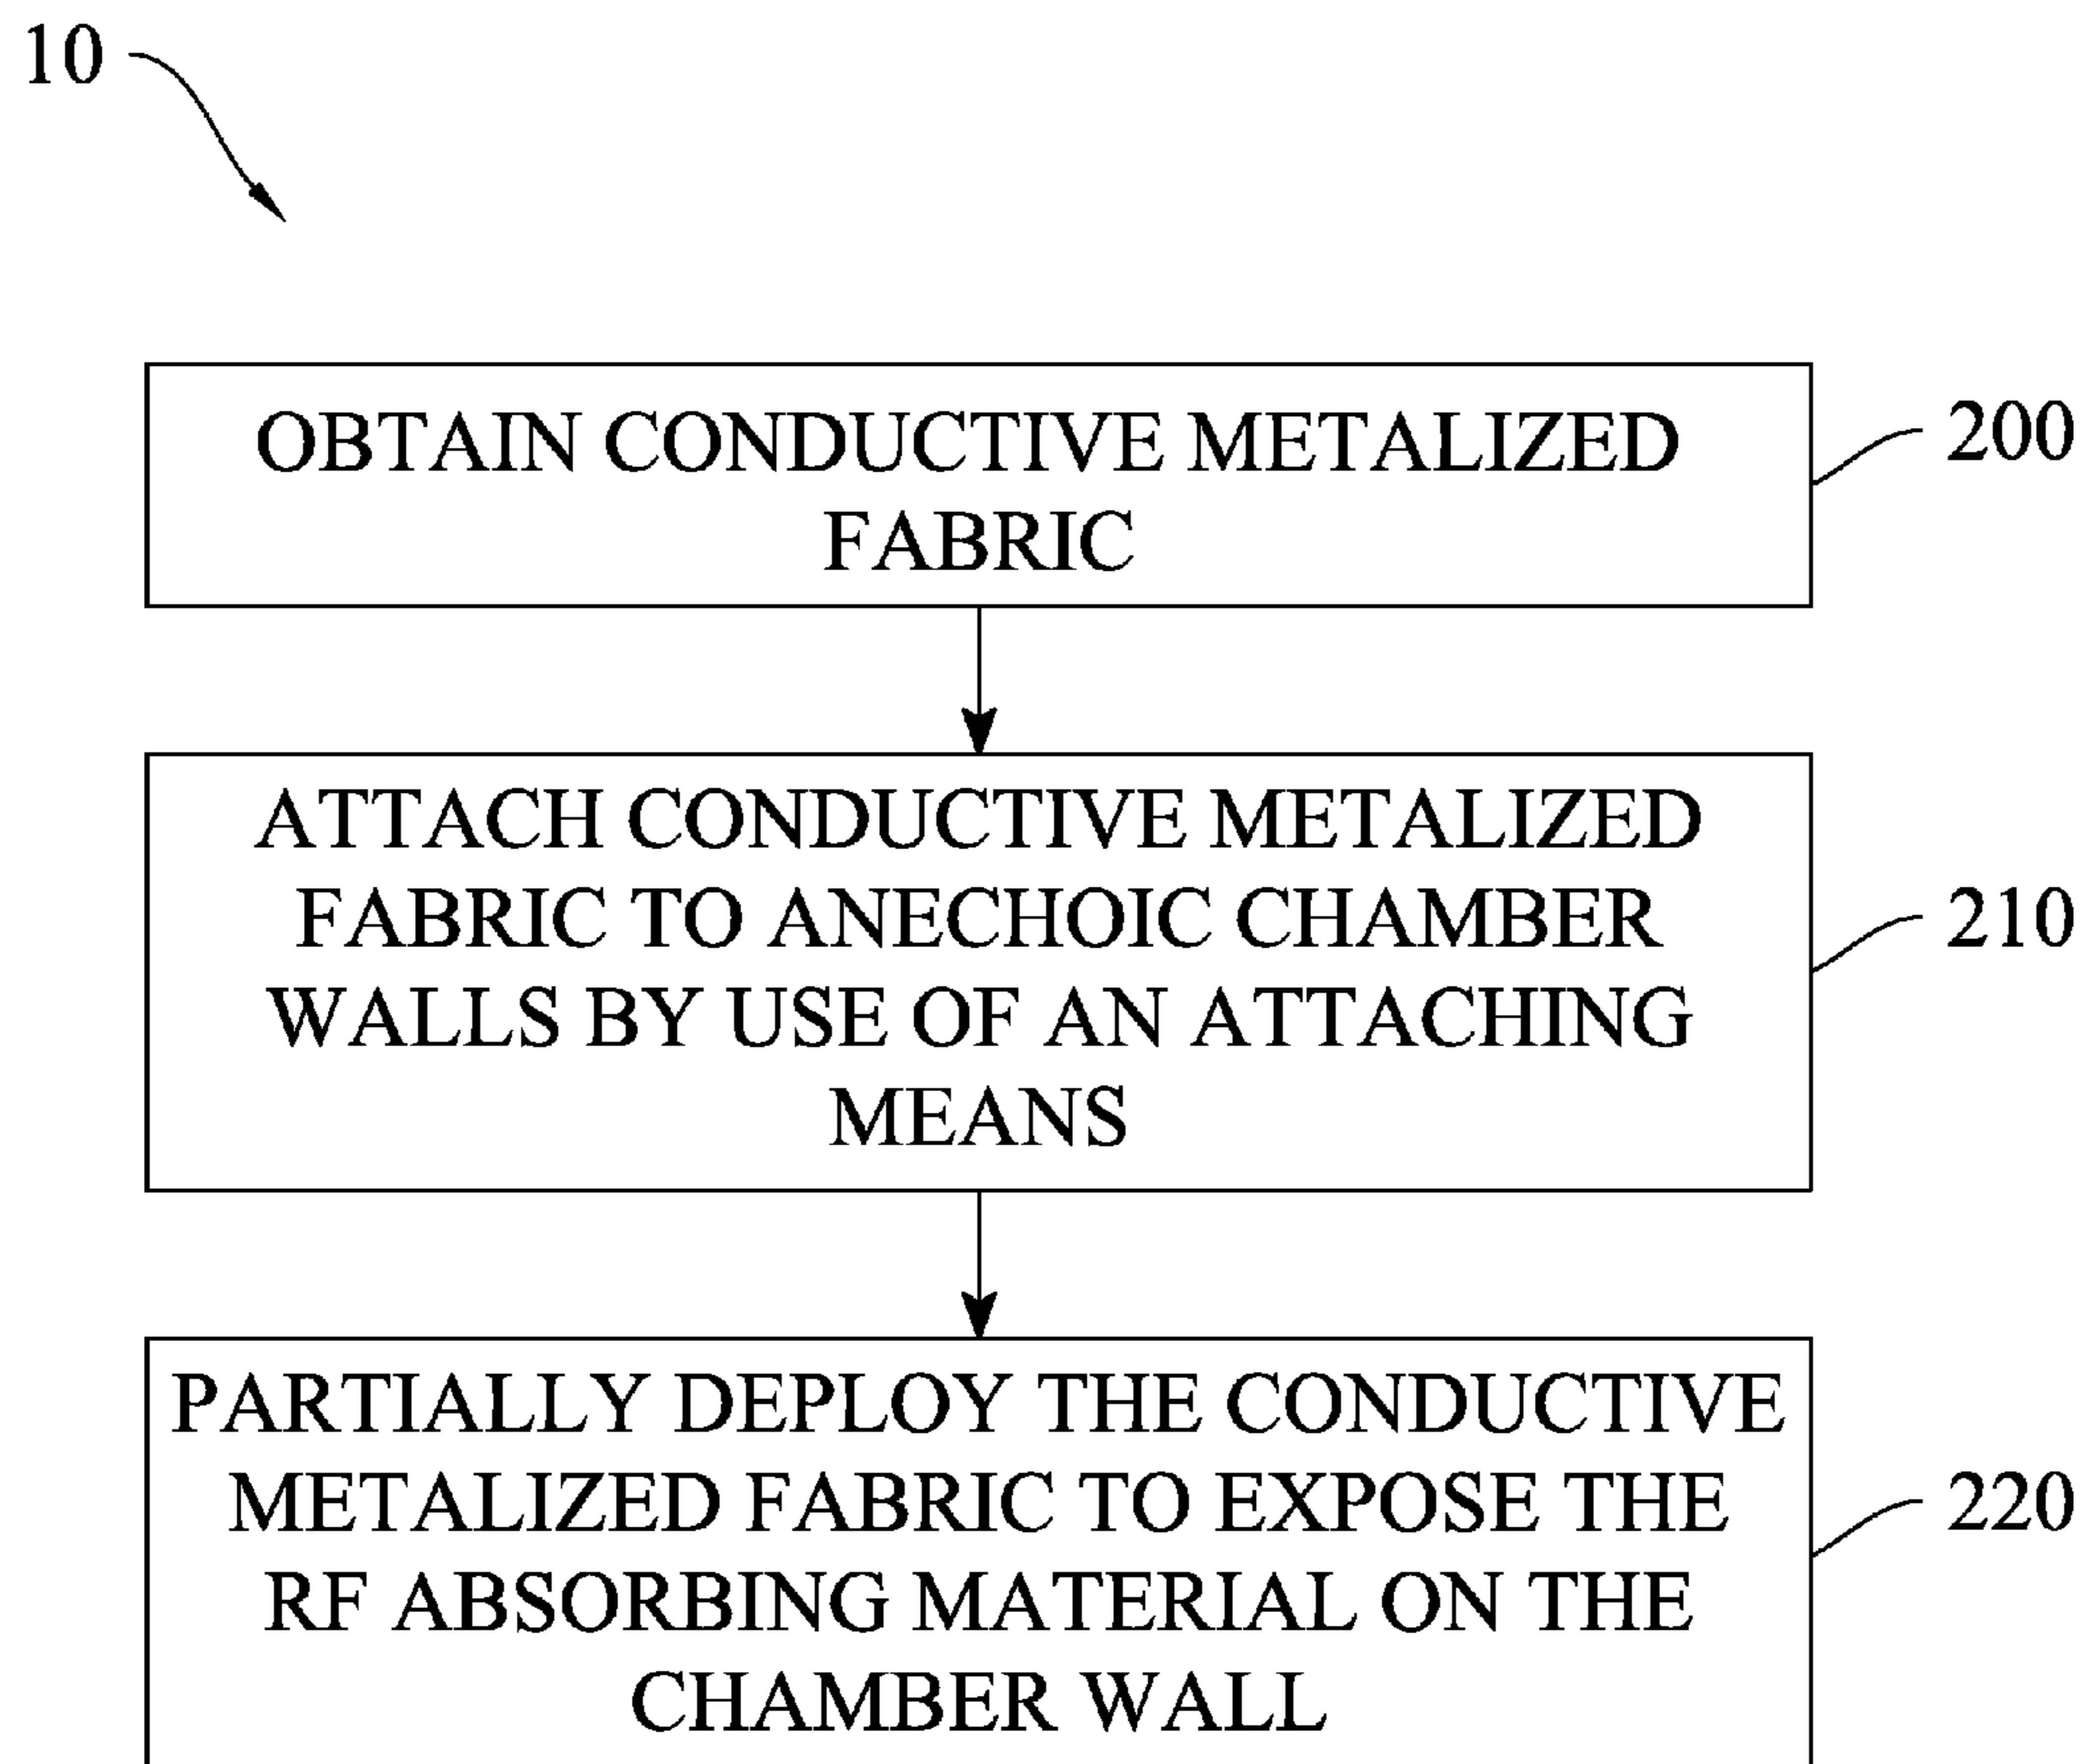 10
OBTAIN CONDUCTIVE METALIZED
FABRIC
200
ATTACH CONDUCTIVE METALIZED
FABRIC TO ANECHOIC CHAMBER
WALLS BY USE OF AN ATTACHING
MEANS
210
PARTIALLY DEPLOY THE CONDUCTIVE
METALIZED FABRIC TO EXPOSE THE
RF ABSORBING MATERIAL ON THE
CHAMBER WALL
220